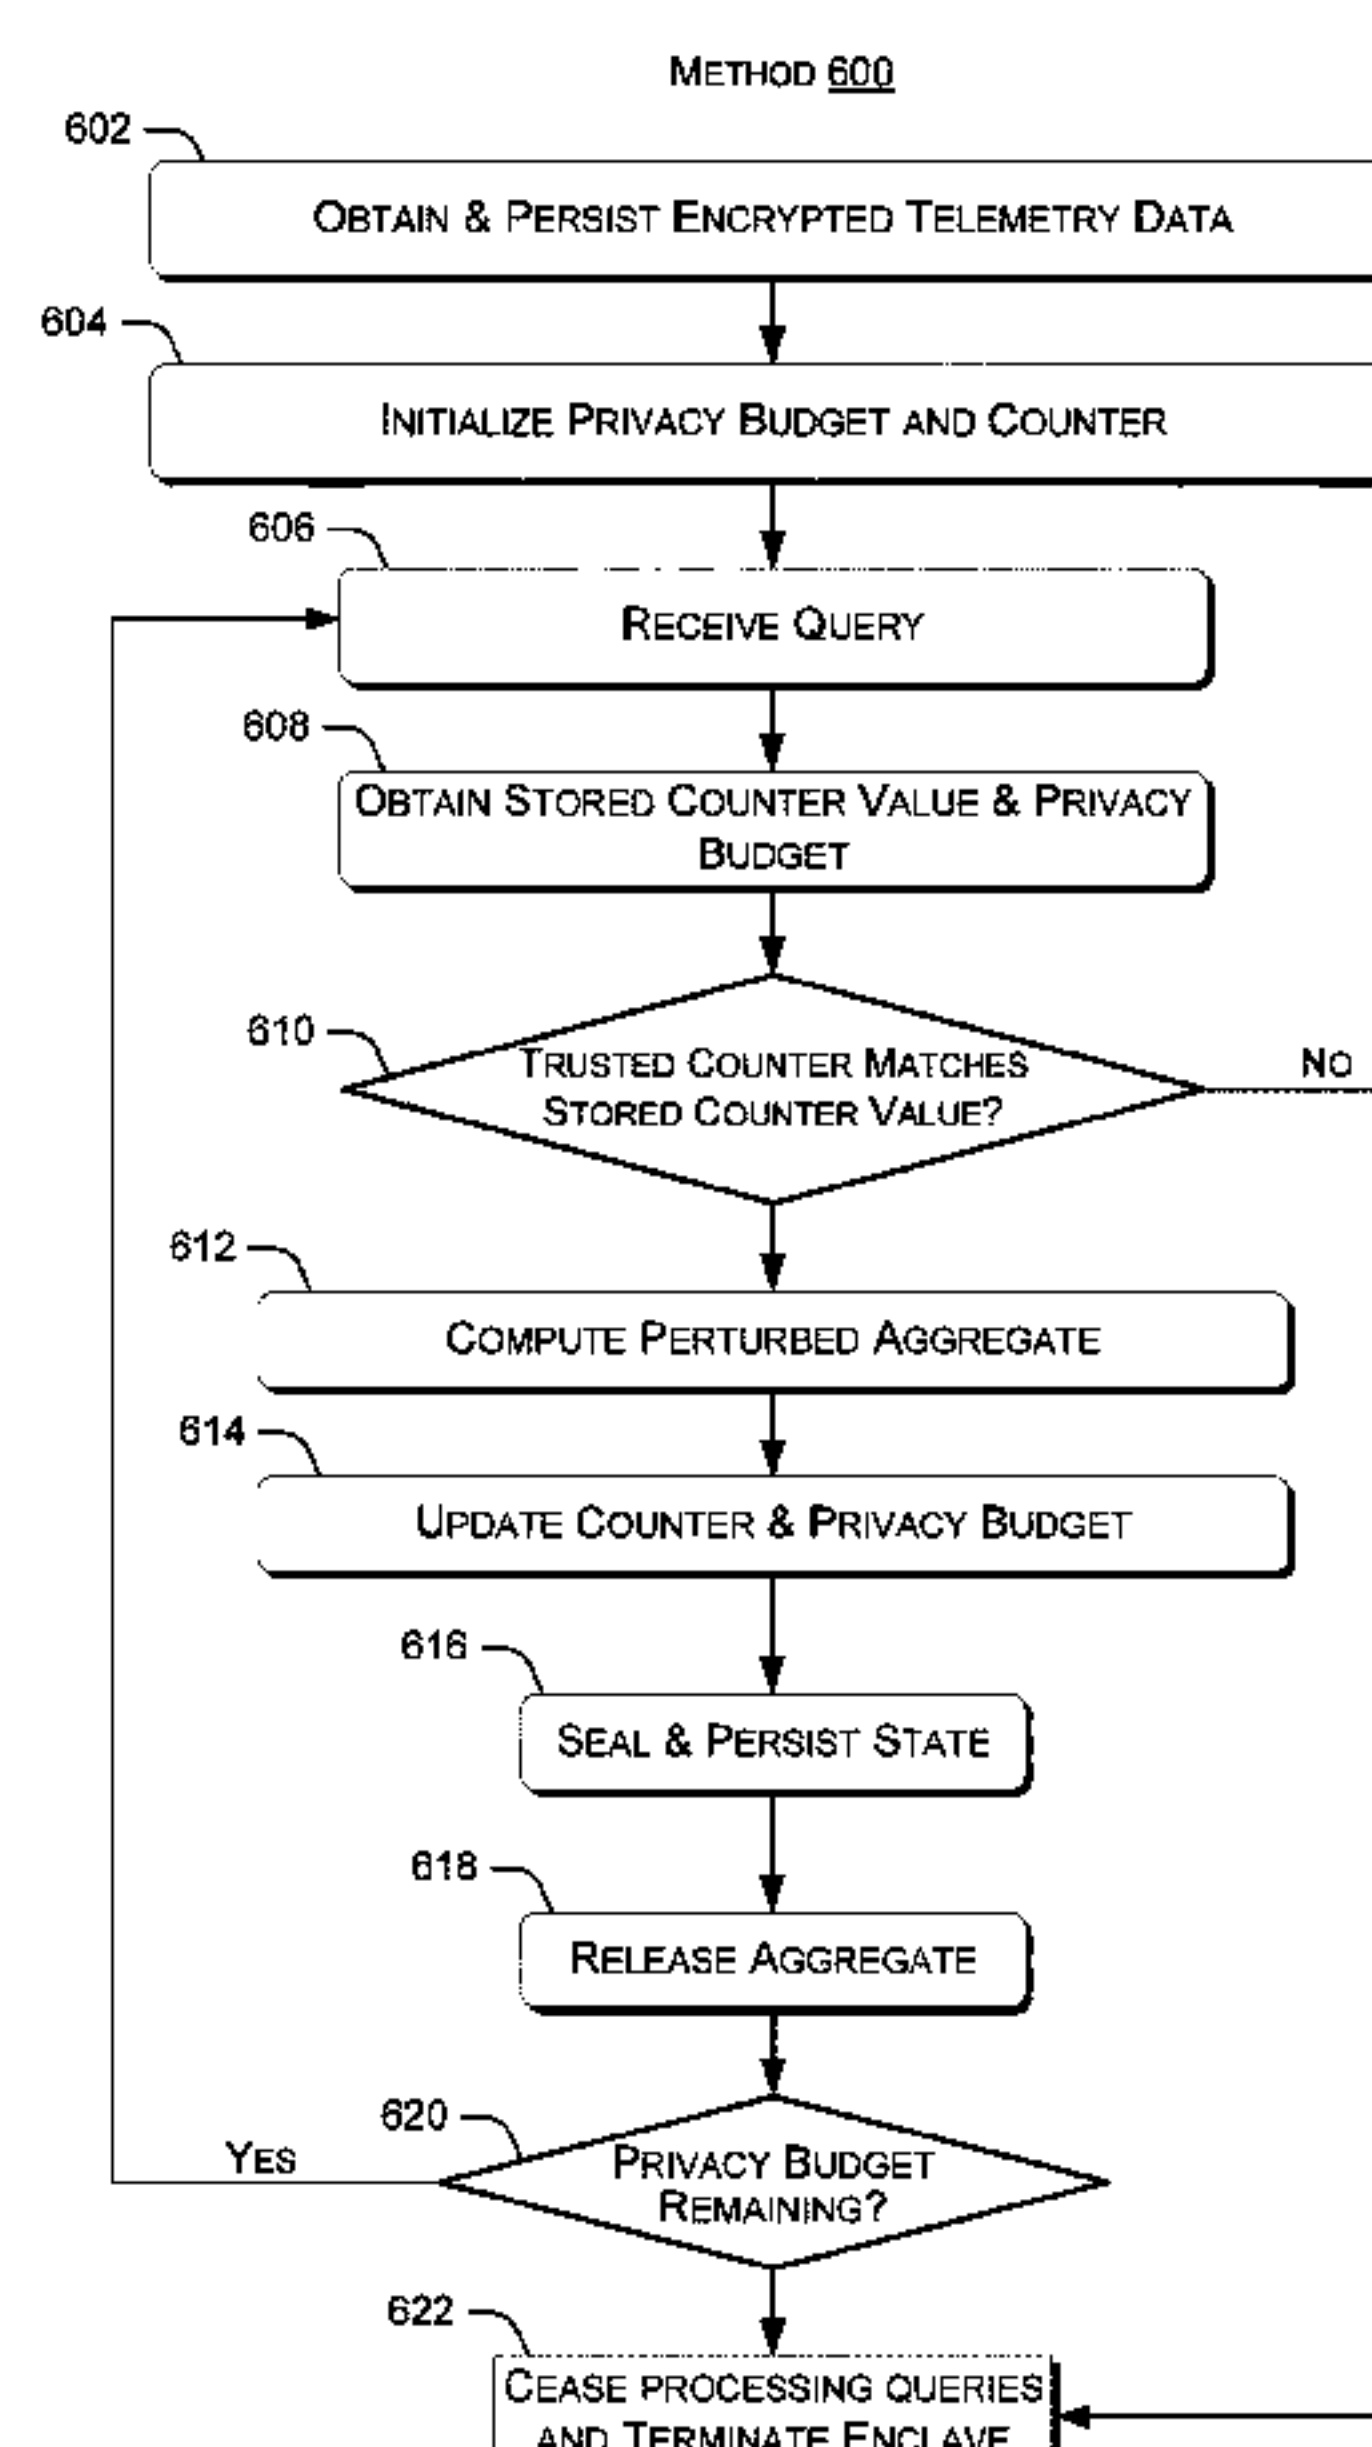 METHOD 600
602
OBTAIN & PERSIST ENCRYPTED TELEMETRY DATA
604
INITIALIZE PRIVACY BUDGET AND COUNTER
606
RECEIVE QUERY
608
OBTAIN STORED COUNTER VALUE & PRIVACY
BUDGET
610
TRUSTED COUNTER MATCHES
STORED COUNTER VALUE?
NO
612
COMPUTE PERTURBED AGGREGATE
614
UPDATE COUNTER & PRIVACY BUDGET
616
SEAL & PERSIST STATE
618
RELEASE AGGREGATE
620
YES
PRIVACY BUDGET
REMAINING?
622
CEASE PROCESSING QUERIES
AND TERMINATE ENCLAVE